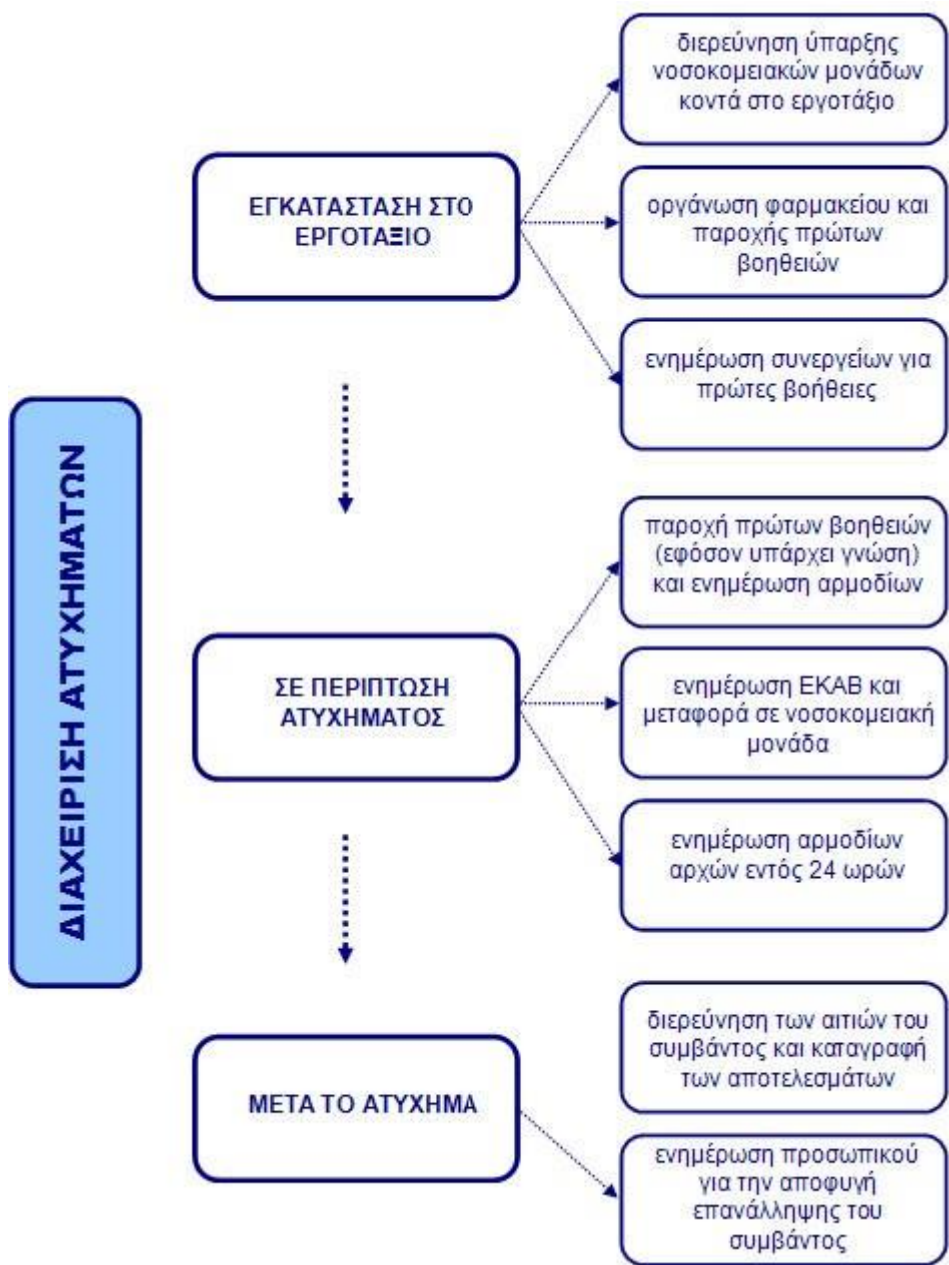 ΔΙΑΧΕΙΡΙΣΗ ΑΤΥΧΗΜΑΤΩΝ
ΕΓΚΑΤΑΣΤΑΣΗ ΣΤΟ
ΕΡΓΟΤΑΞΙΟ
διερεύνηση ύπαρξης
νοσοκομειακών μονάδων
κοντά στο εργοτάξιο
οργάνωση φαρμακείου και
παροχής πρώτων
βοηθειών
ενημέρωση συνεργείων για
πρώτες βοήθειες
ΣΕ ΠΕΡΙΠΤΩΣΗ
ΑΤΥΧΗΜΑΤΟΣ
παροχή πρώτων βοηθειών
(εφόσον υπάρχει γνώση)
και ενημέρωση αρμοδίων
ενημέρωση ΕΚΑΒ και
μεταφορά σε νοσοκομειακή
μονάδα
ενημέρωση αρμοδίων
αρχών εντός 24 ωρών
ΜΕΤΑ ΤΟ ΑΤΥΧΗΜΑ
διερεύνηση των αιτιών του
συμβάντος και καταγραφή
των αποτελεσμάτων
ενημέρωση προσωπικού
για την αποφυγή
επανάλληψης του
συμβάντος